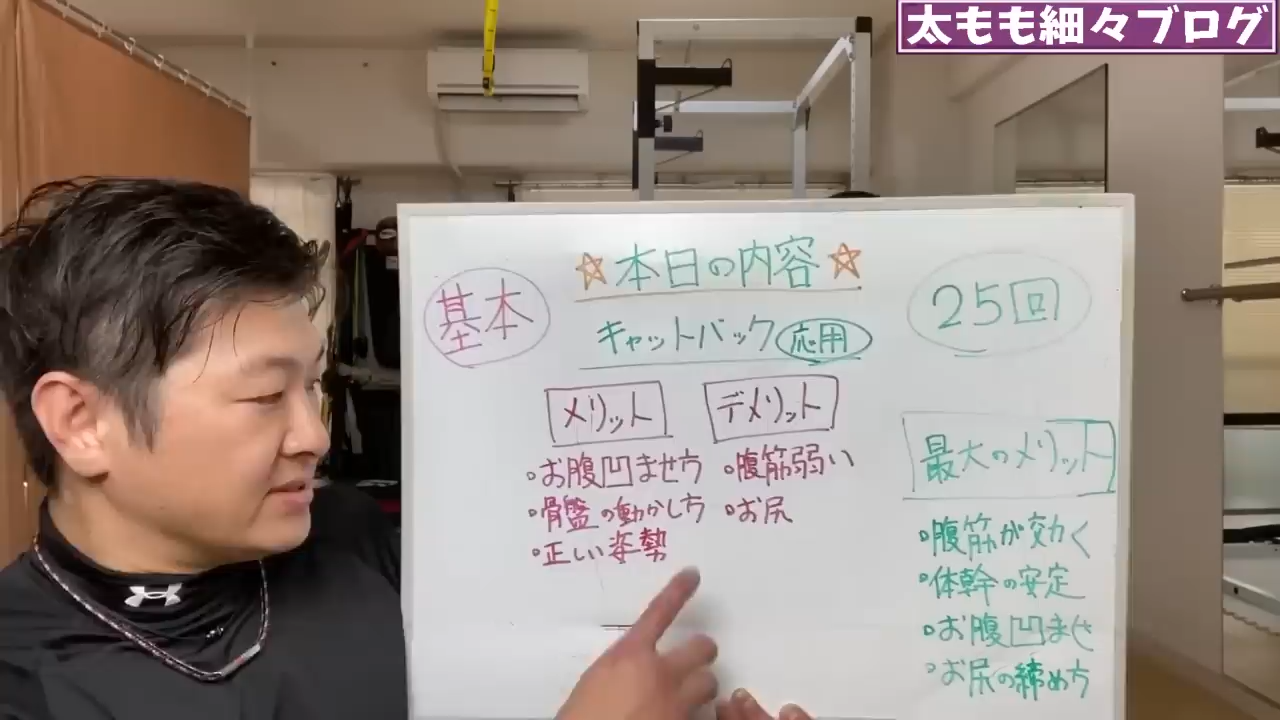 太もも細々ブログ
☆本日の内容☆
基本
キャットバック 応用
25回
メリット
・お腹凹ませ方
・骨盤の動かし方
・正しい姿勢
デメリット
・腹筋弱い
・お尻
最大のメリット
・腹筋が効く
・体幹の安定
・お腹凹ませ
・お尻の締め方